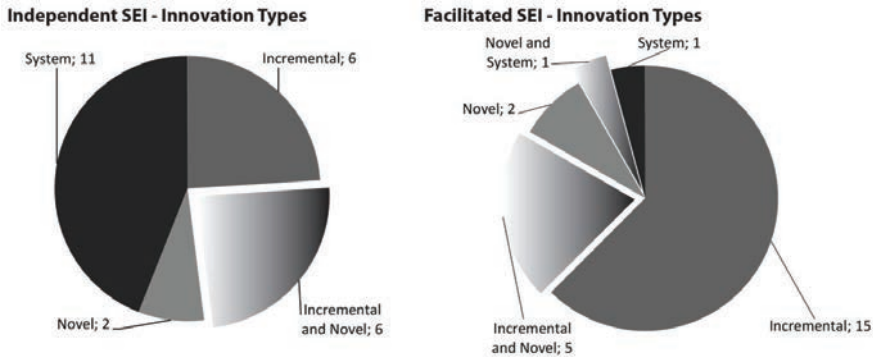 Independent SEI - Innovation Types
System; 11
Incremental; 6
Novel; 2
Incremental
and Novel; 6
Facilitated SEI - Innovation Types
Novel and
System; 1
System; 1
Novel; 2
Incremental
and Novel; 5
Incremental; 15